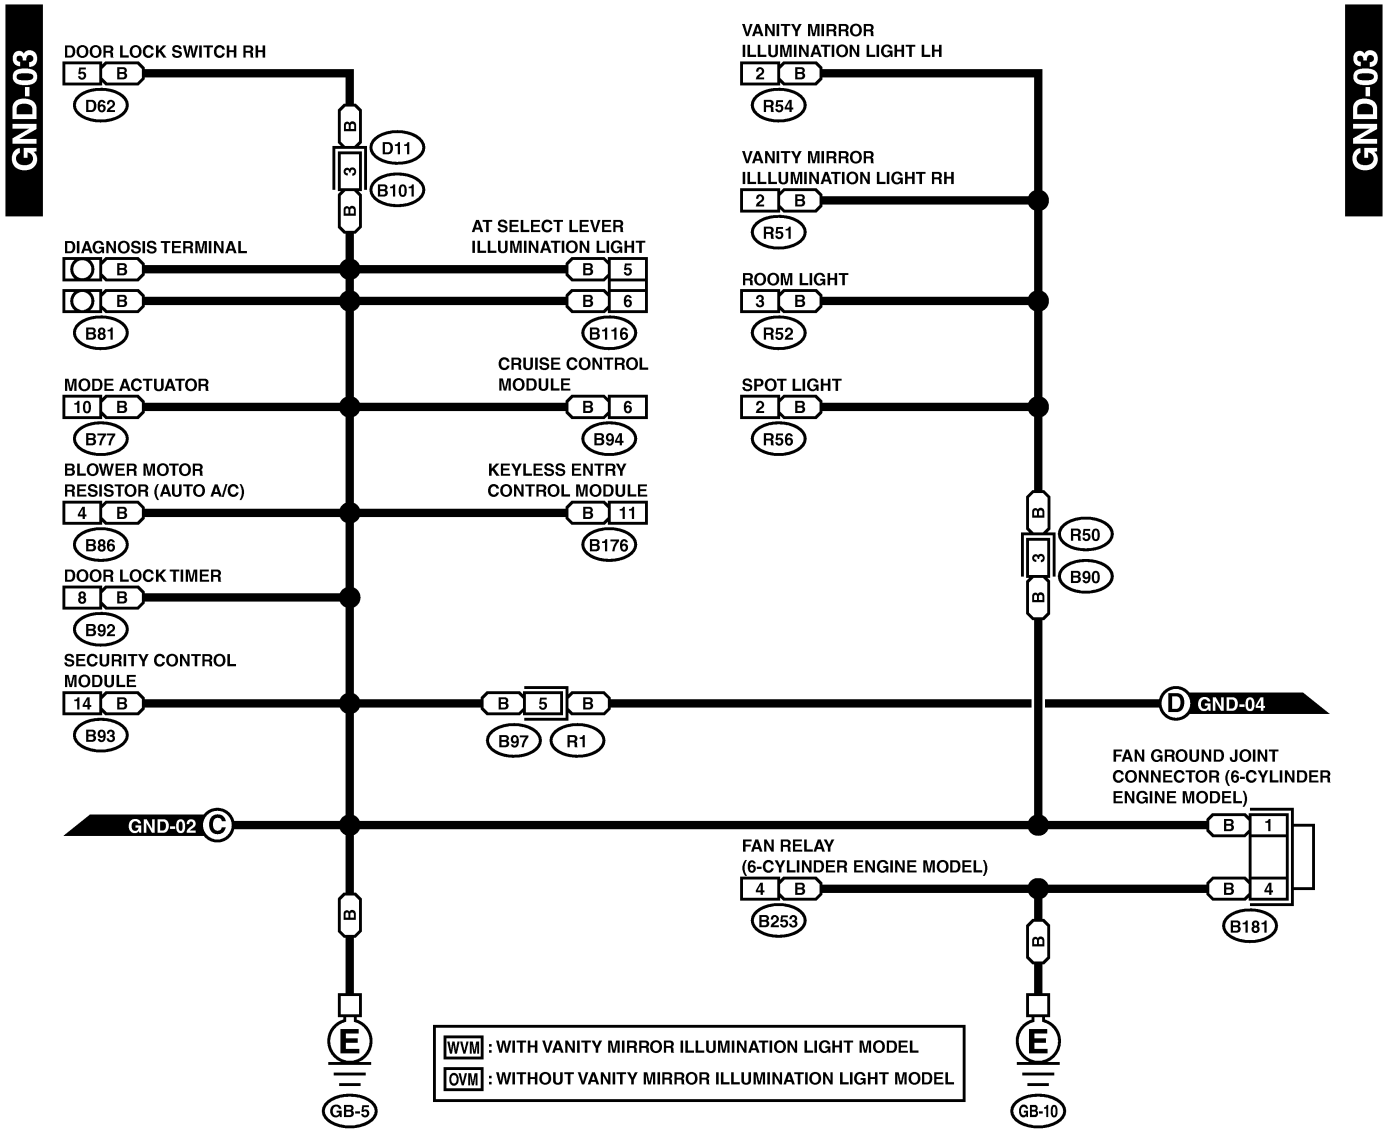 GND-03
GND-03
DOOR LOCK SWITCH RH
5 B
D62
B
3
B
D11
B101
DIAGNOSIS TERMINAL
B
B
B81
AT SELECT LEVER
ILLUMINATION LIGHT
B 5
B 6
B116
MODE ACTUATOR
10 B
B77
CRUISE CONTROL
MODULE
B 6
B94
BLOWER MOTOR
RESISTOR (AUTO A/C)
4 B
B86
KEYLESS ENTRY
CONTROL MODULE
B 11
B176
DOOR LOCK TIMER
8 B
B92
SECURITY CONTROL
MODULE
14 B
B93
B 5 B
B97 R1
D GND-04
GND-02 C
B
E
GB-5
VANITY MIRROR
ILLUMINATION LIGHT LH
2 B
R54
VANITY MIRROR
ILLLUMINATION LIGHT RH
2 B
R51
ROOM LIGHT
3 B
R52
SPOT LIGHT
2 B
R56
B
3
B
R50
B90
FAN GROUND JOINT
CONNECTOR (6-CYLINDER
ENGINE MODEL)
B 1
B 4
B181
FAN RELAY
(6-CYLINDER ENGINE MODEL)
4 B
B253
B
E
GB-10
WVM : WITH VANITY MIRROR ILLUMINATION LIGHT MODEL
OVM : WITHOUT VANITY MIRROR ILLUMINATION LIGHT MODEL